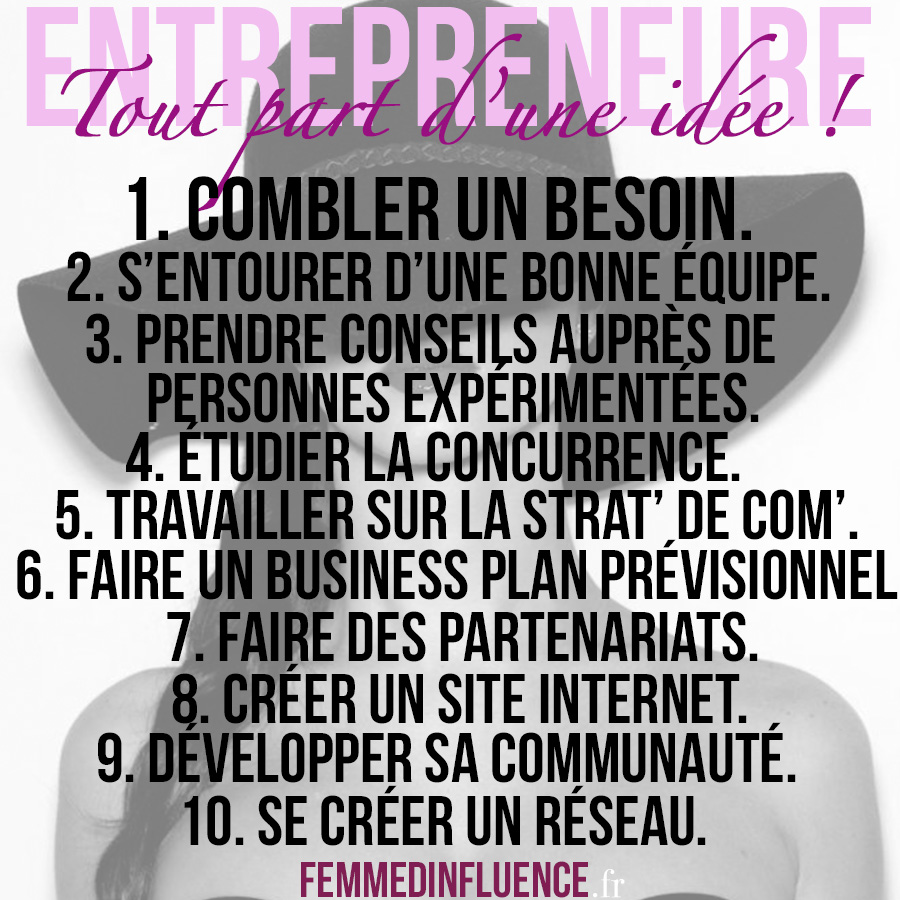 ENTREPRENEURE
Tout part d'une idée !
1. COMBLER UN BESOIN.
2. S'ENTOURER D'UNE BONNE ÉQUIPE.
3. PRENDRE CONSEILS AUPRÈS DE
PERSONNES EXPÉRIMENTÉES.
4. ÉTUDIER LA CONCURRENCE.
5. TRAVAILLER SUR LA STRAT' DE COM'.
6. FAIRE UN BUSINESS PLAN PRÉVISIONNEL
7. FAIRE DES PARTENARIATS.
8. CRÉER UN SITE INTERNET.
9. DÉVELOPPER SA COMMUNAUTÉ.
10. SE CRÉER UN RÉSEAU.
FEMMEDINFLUENCE.fr